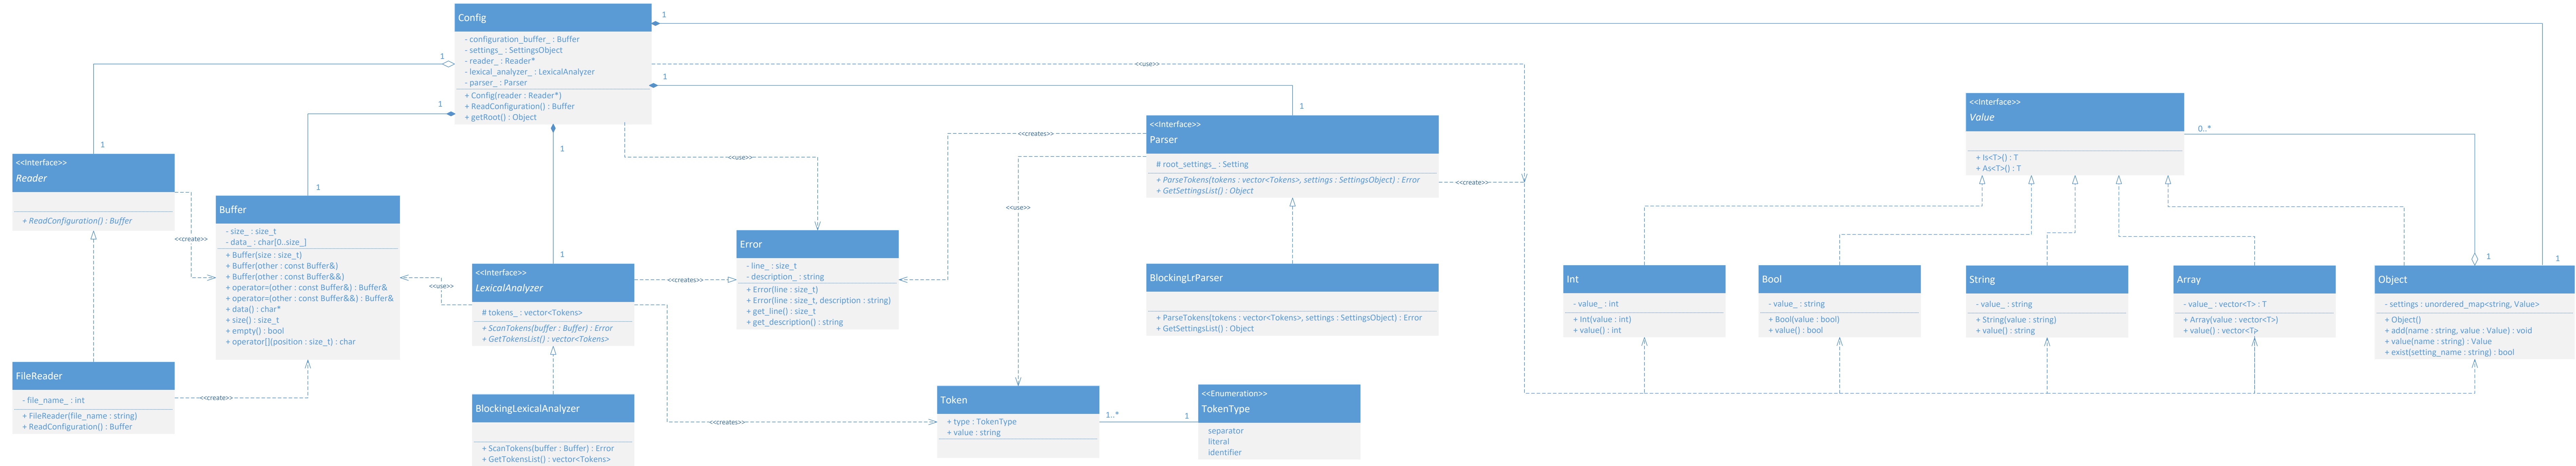 Config
- configuration_buffer_ : Buffer
- settings_ : SettingsObject
- reader_ : Reader*
- lexical_analyzer_ : LexicalAnalyzer
- parser_ : Parser
+ Config(reader : Reader*)
+ ReadConfiguration() : Buffer
+ getRoot() : Object
1
1
1
1
1
1
1
1
1
1
<<use>>
<<use>>
<<Interface>>
Reader
+ ReadConfiguration() : Buffer
<<create>>
FileReader
- file_name_ : int
+ FileReader(file_name : string)
+ ReadConfiguration() : Buffer
<<create>>
Buffer
- size_ : size_t
- data_ : char[0..size_]
+ Buffer(size : size_t)
+ Buffer(other : const Buffer&)
+ Buffer(other : const Buffer&&)
+ operator=(other : const Buffer&) : Buffer&
+ operator=(other : const Buffer&&) : Buffer&
+ data() : char*
+ size() : size_t
+ empty() : bool
+ operator[](position : size_t) : char
<<use>>
<<Interface>>
LexicalAnalyzer
# tokens_ : vector<Tokens>
+ ScanTokens(buffer : Buffer) : Error
+ GetTokensList() : vector<Tokens>
<<creates>>
<<creates>>
BlockingLexicalAnalyzer
+ ScanTokens(buffer : Buffer) : Error
+ GetTokensList() : vector<Tokens>
Error
- line_ : size_t
- description_ : string
+ Error(line : size_t)
+ Error(line : size_t, description : string)
+ get_line() : size_t
+ get_description() : string
<<creates>>
<<use>>
<<Interface>>
Parser
# root_settings_ : Setting
+ ParseTokens(tokens : vector<Tokens>, settings : SettingsObject) : Error
+ GetSettingsList() : Object
<<create>>
BlockingLrParser
+ ParseTokens(tokens : vector<Tokens>, settings : SettingsObject) : Error
+ GetSettingsList() : Object
Token
+ type : TokenType
+ value : string
1..*
1
<<Enumeration>>
TokenType
separator
literal
identifier
<<Interface>>
Value
+ Is<T>() : T
+ As<T>() : T
0..*
1
Int
- value_ : int
+ Int(value : int)
+ value() : int
Bool
- value_ : string
+ Bool(value : bool)
+ value() : bool
String
- value_ : string
+ String(value : string)
+ value() : string
Array
- value_ : vector<T> : T
+ Array(value : vector<T>)
+ value() : vector<T>
Object
- settings : unordered_map<string, Value>
+ Object()
+ add(name : string, value : Value) : void
+ value(name : string) : Value
+ exist(setting_name : string) : bool